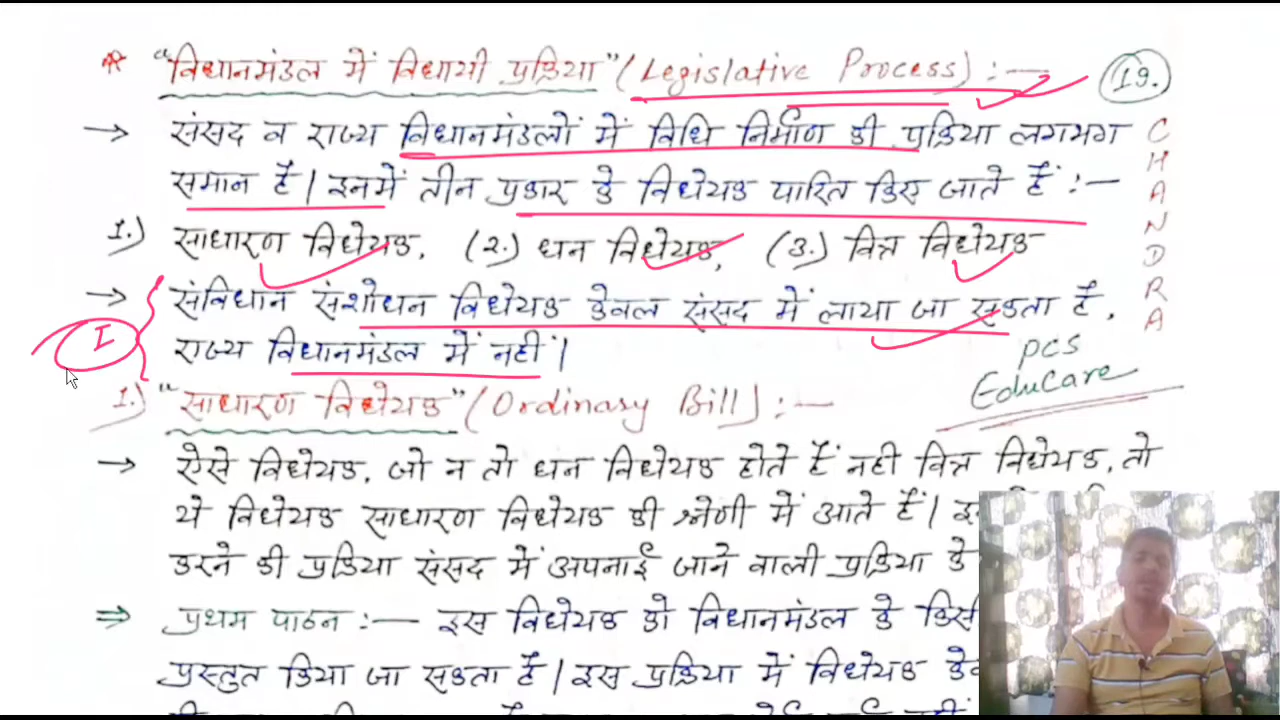 * "विधानमंडल में विधायी प्रक्रिया" (Legislative Process) :—
19.
→ संसद व राज्य विधानमंडलों में विधि निर्माण की प्रक्रिया लगभग
समान है। इनमें तीन प्रकार के विधेयक पारित किए जाते हैं :—
1.) साधारण विधेयक, (2.) धन विधेयक, (3.) वित्त विधेयक
→ संविधान संशोधन विधेयक केवल संसद में लाया जा सकता है,
राज्य विधानमंडल में नहीं।
I
CHANDRA
PCS
Educare
1.) "साधारण विधेयक" (Ordinary Bill) :—
→ ऐसे विधेयक, जो न तो धन विधेयक होते हैं नही वित्त विधेयक, तो
ये विधेयक साधारण विधेयक की श्रेणी में आते हैं।
करने की प्रक्रिया संसद में अपनाई जाने वाली प्रक्रिया के
⇒ प्रथम पाठन :— इस विधेयक को विधानमंडल के
प्रस्तुत किया जा सकता है। इस प्रक्रिया में विधेयक